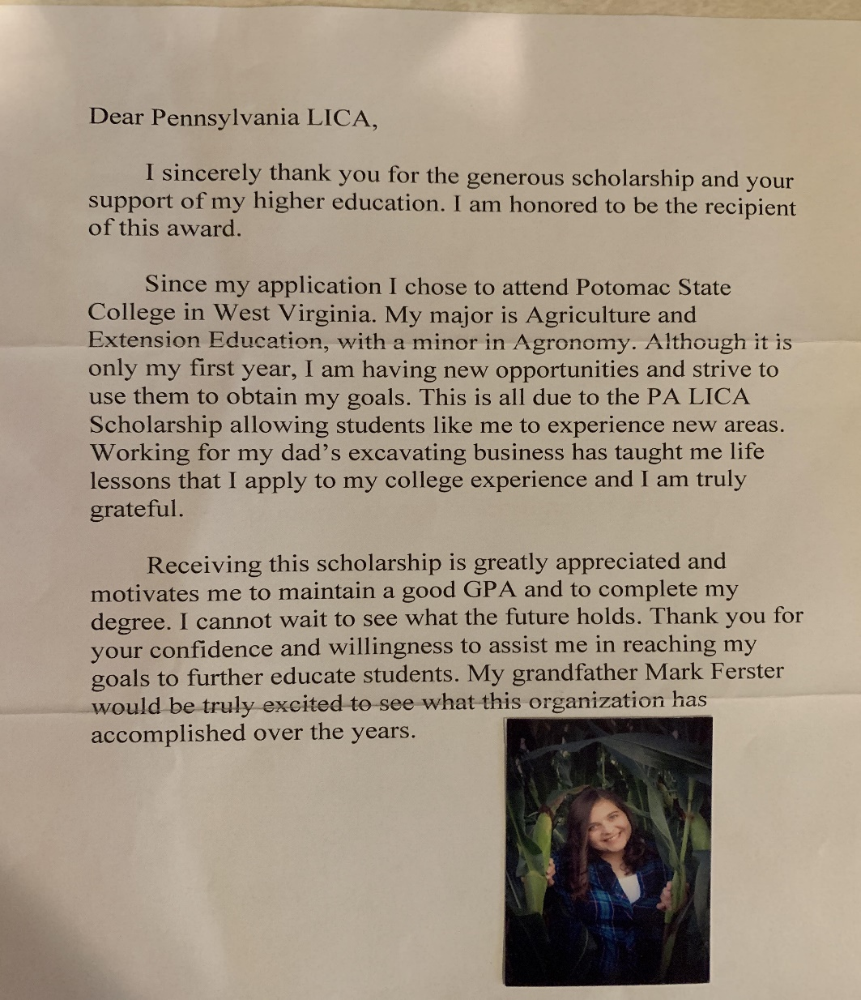 Dear Pennsylvania LICA,
I sincerely thank you for the generous scholarship and your
support of my higher education. I am honored to be the recipient
of this award.
Since my application I chose to attend Potomac State
College in West Virginia. My major is Agriculture and
Extension Education, with a minor in Agronomy. Although it is
only my first year, I am having new opportunities and strive to
use them to obtain my goals. This is all due to the PA LICA
Scholarship allowing students like me to experience new areas.
Working for my dad’s excavating business has taught me life
lessons that I apply to my college experience and I am truly
grateful.
Receiving this scholarship is greatly appreciated and
motivates me to maintain a good GPA and to complete my
degree. I cannot wait to see what the future holds. Thank you for
your confidence and willingness to assist me in reaching my
goals to further educate students. My grandfather Mark Ferster
would be truly excited to see what this organization has
accomplished over the years.